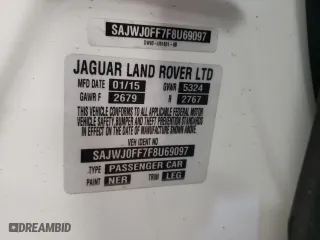 SAJWJ0FF7F8U69097
JAGUAR LAND ROVER LTD
MFD DATE 01/15 GVWR 5324
GAWR F 2679 R 2767
THIS VEHICLE CONFORMS TO ALL APPLICABLE FEDERAL MOTOR
VEHICLE SAFETY, BUMPER AND THEFT PREVENTION STANDARDS
IN EFFECT ON THE DATE OF MANUFACTURE SHOWN ABOVE
VEH IDENT NO
SAJWJ0FF7F8U69097
TYPE PASSENGER CAR
PAINT NER TRIM LEG
DREAMBID